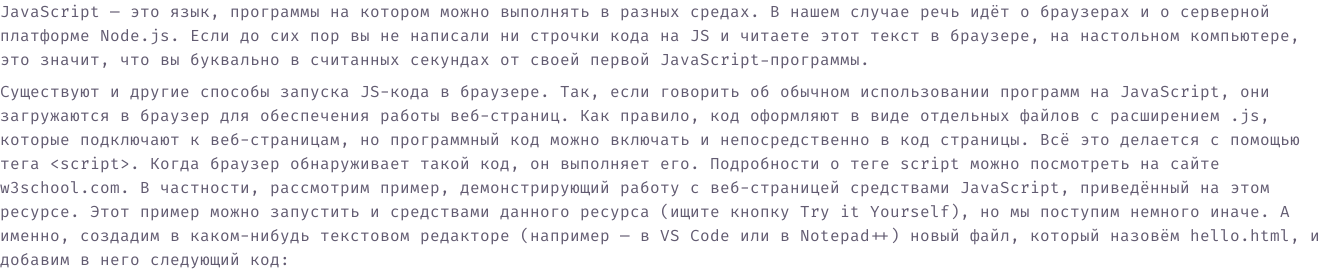 JavaScript – это язык, программы на котором можно выполнять в разных средах. В нашем случае речь идёт о браузерах и о серверной
платформе Node.js. Если до сих пор вы не написали ни строчки кода на JS и читаете этот текст в браузере, на настольном компьютере,
это значит, что вы буквально в считанных секундах от своей первой JavaScript-программы.
Существуют и другие способы запуска JS-кода в браузере. Так, если говорить об обычном использовании программ на JavaScript, они
загружаются в браузер для обеспечения работы веб-страниц. Как правило, код оформляют в виде отдельных файлов с расширением .js,
которые подключают к веб-страницам, но программный код можно включать и непосредственно в код страницы. Всё это делается с помощью
тега <script>. Когда браузер обнаруживает такой код, он выполняет его. Подробности о теге script можно посмотреть на сайте
w3school.com. В частности, рассмотрим пример, демонстрирующий работу с веб-страницей средствами JavaScript, приведённый на этом
ресурсе. Этот пример можно запустить и средствами данного ресурса (ищите кнопку Try it Yourself), но мы поступим немного иначе. А
именно, создадим в каком-нибудь текстовом редакторе (например – в VS Code или в Notepad++) новый файл, который назовём hello.html, и
добавим в него следующий код: